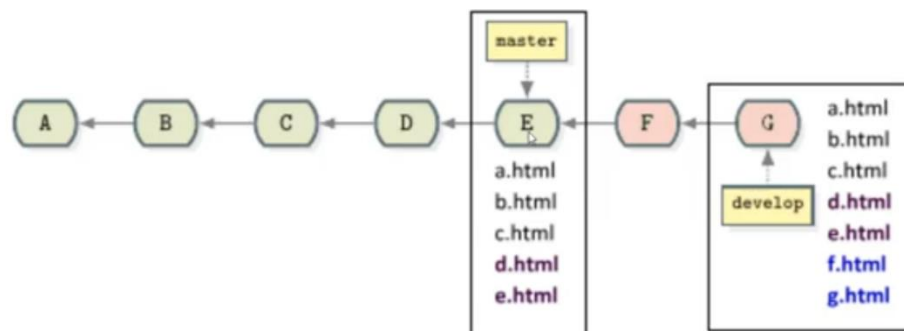 master
A
B
C
D
E
F
G
a.html
b.html
c.html
d.html
e.html
develop
a.html
b.html
c.html
d.html
e.html
f.html
g.html